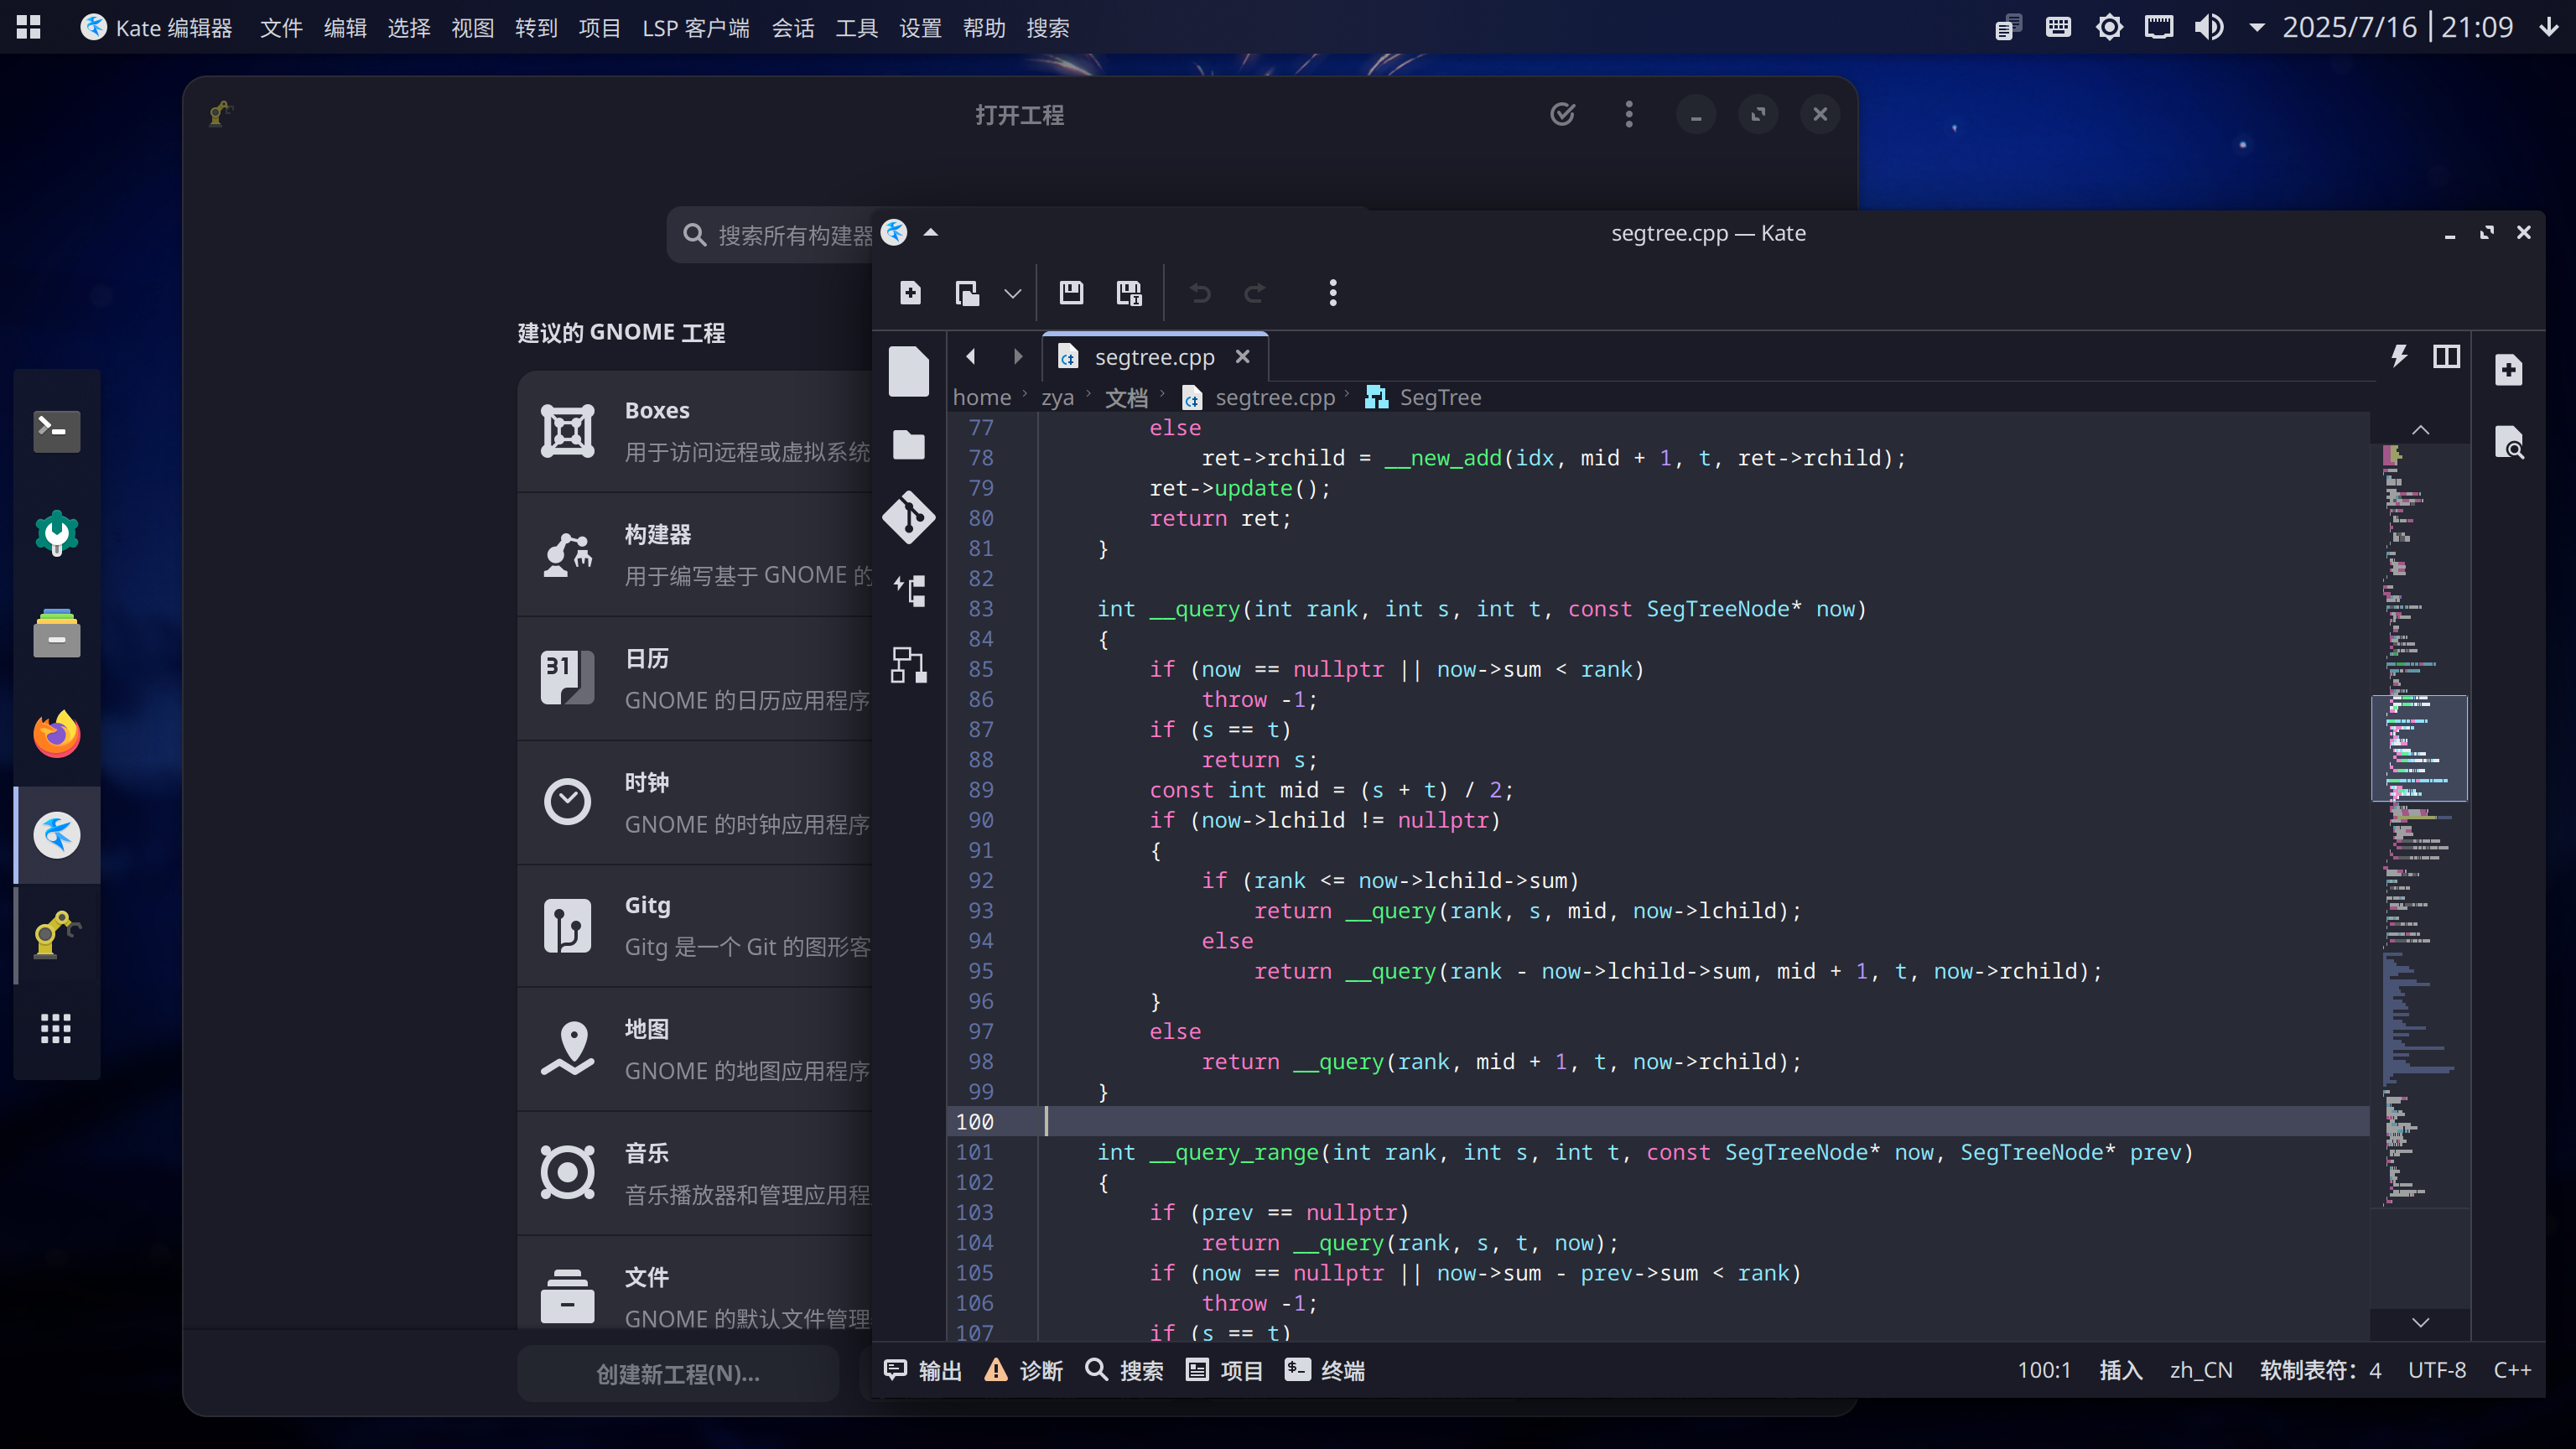 Kate 编辑器 文件 编辑 选择 视图 转到 项目 LSP 客户端 会话 工具 设置 帮助 搜索 2025/7/16 21:09
打开工程
搜索所有构建器
建议的 GNOME 工程
Boxes
用于访问远程或虚拟系统
构建器
用于编写基于 GNOME 的
31
日历
GNOME 的日历应用程序
时钟
GNOME 的时钟应用程序
Gitg
Gitg 是一个 Git 的图形客
地图
GNOME 的地图应用程序
音乐
音乐播放器和管理应用程
文件
GNOME 的默认文件管理
创建新工程(N)...
segtree.cpp — Kate
segtree.cpp
home zya 文档 segtree.cpp SegTree
77 else
78 ret->rchild = __new_add(idx, mid + 1, t, ret->rchild);
79 ret->update();
80 return ret;
81 }
82
83 int __query(int rank, int s, int t, const SegTreeNode* now)
84 {
85 if (now == nullptr || now->sum < rank)
86 throw -1;
87 if (s == t)
88 return s;
89 const int mid = (s + t) / 2;
90 if (now->lchild != nullptr)
91 {
92 if (rank <= now->lchild->sum)
93 return __query(rank, s, mid, now->lchild);
94 else
95 return __query(rank - now->lchild->sum, mid + 1, t, now->rchild);
96 }
97 else
98 return __query(rank, mid + 1, t, now->rchild);
99 }
100
101 int __query_range(int rank, int s, int t, const SegTreeNode* now, SegTreeNode* prev)
102 {
103 if (prev == nullptr)
104 return __query(rank, s, t, now);
105 if (now == nullptr || now->sum - prev->sum < rank)
106 throw -1;
107 if (s == t)
输出 诊断 搜索 项目 终端 100:1 插入 zh_CN 软制表符：4 UTF-8 C++